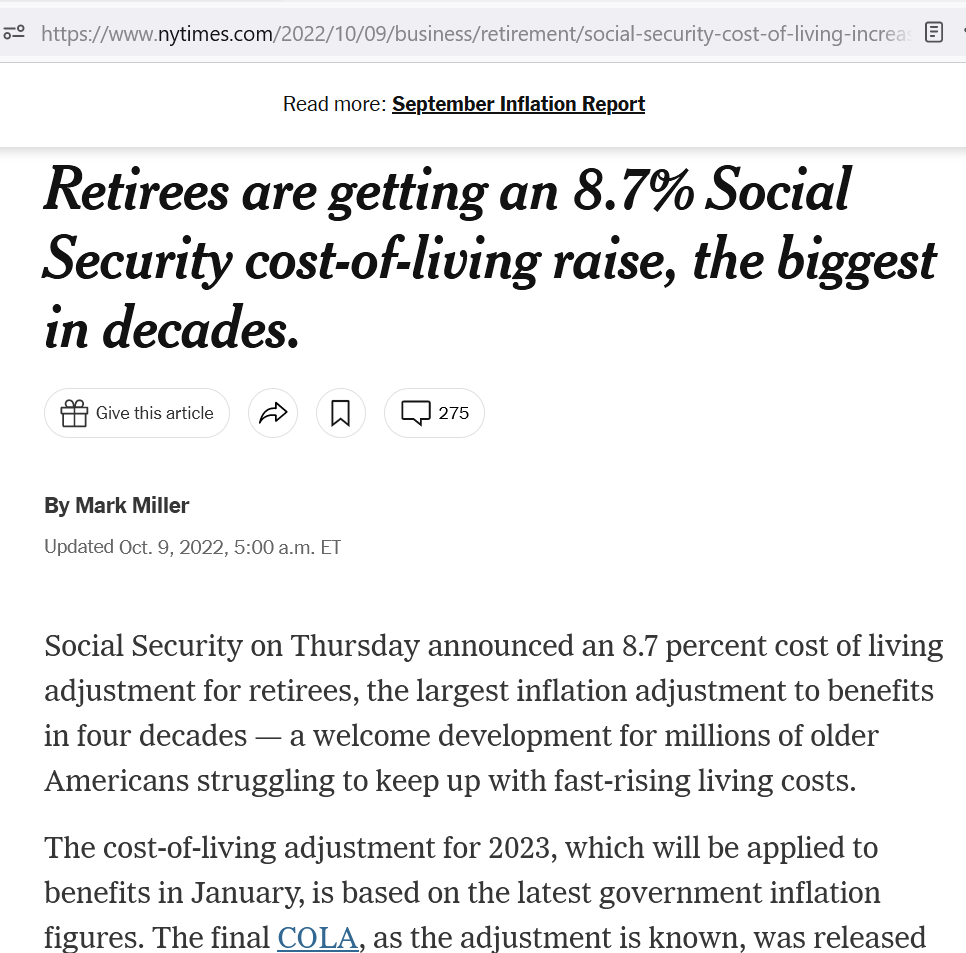 https://www.nytimes.com/2022/10/09/business/retirement/social-security-cost-of-living-increas
Read more: September Inflation Report
Retirees are getting an 8.7% Social
Security cost-of-living raise, the biggest
in decades.
Give this article
275
By Mark Miller
Updated Oct. 9, 2022, 5:00 a.m. ET
Social Security on Thursday announced an 8.7 percent cost of living
adjustment for retirees, the largest inflation adjustment to benefits
in four decades — a welcome development for millions of older
Americans struggling to keep up with fast-rising living costs.
The cost-of-living adjustment for 2023, which will be applied to
benefits in January, is based on the latest government inflation
figures. The final COLA, as the adjustment is known, was released